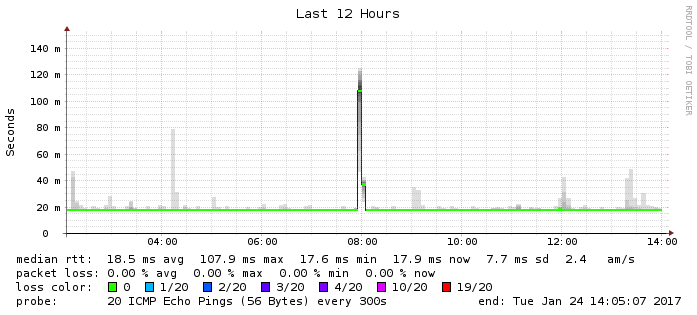 Last 12 Hours
RRDTOOL / TOBI OETIKER
Seconds
140 m
120 m
100 m
80 m
60 m
40 m
20 m
0
04:00 06:00 08:00 10:00 12:00 14:00
median rtt: 18.5 ms avg 107.9 ms max 17.6 ms min 17.9 ms now 7.7 ms sd 2.4 am/s
packet loss: 0.00 % avg 0.00 % max 0.00 % min 0.00 % now
loss color: 0 1/20 2/20 3/20 4/20 10/20 19/20
probe: 20 ICMP Echo Pings (56 Bytes) every 300s end: Tue Jan 24 14:05:07 2017